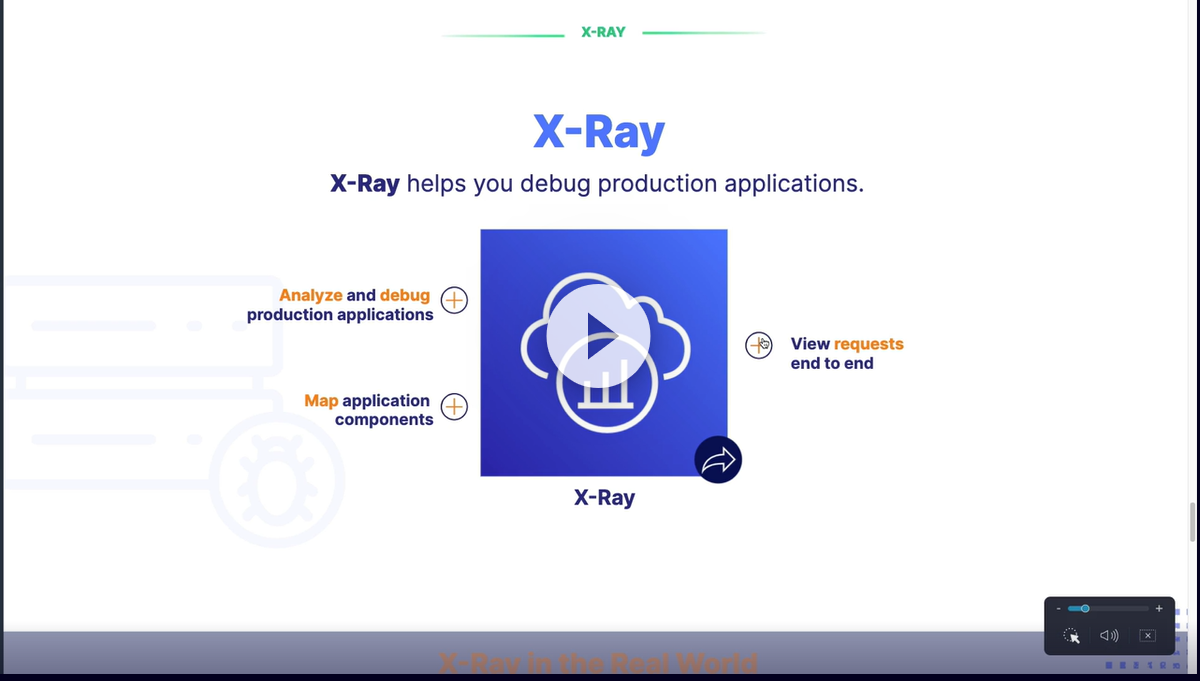 X-RAY
X-Ray
X-Ray helps you debug production applications.
Analyze and debug
production applications
Map application
components
View requests
end to end
X-Ray
X-Ray in the Real World
- +